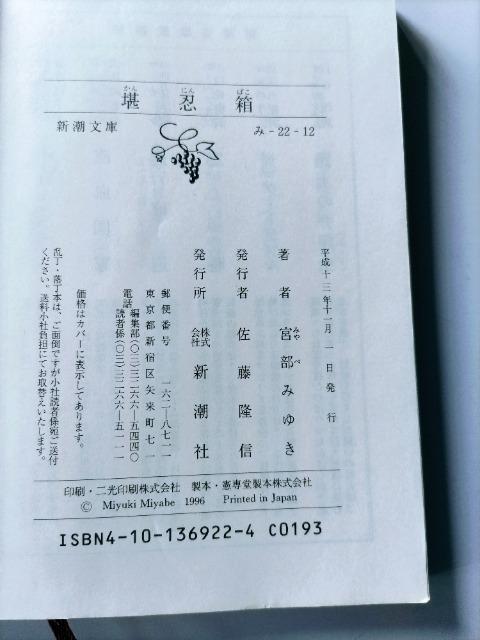 堪忍箱
かんにんばこ
新潮文庫
み-22-12
平成十三年十一月一日発行
著者 宮部みゆき
みやべ
発行者 佐藤隆信
発行所 株式会社 新潮社
郵便番号 一六二-八七一一
東京都新宿区矢来町七一
電話 編集部(〇三)三二六六-五四四〇
読者係(〇三)三二六六-五一一一
価格はカバーに表示してあります。
乱丁・落丁本は、ご面倒ですが小社読者係宛ご送付
ください。送料小社負担にてお取替えいたします。
印刷・二光印刷株式会社 製本・憲専堂製本株式会社
© Miyuki Miyabe 1996 Printed in Japan
ISBN4-10-136922-4 C0193